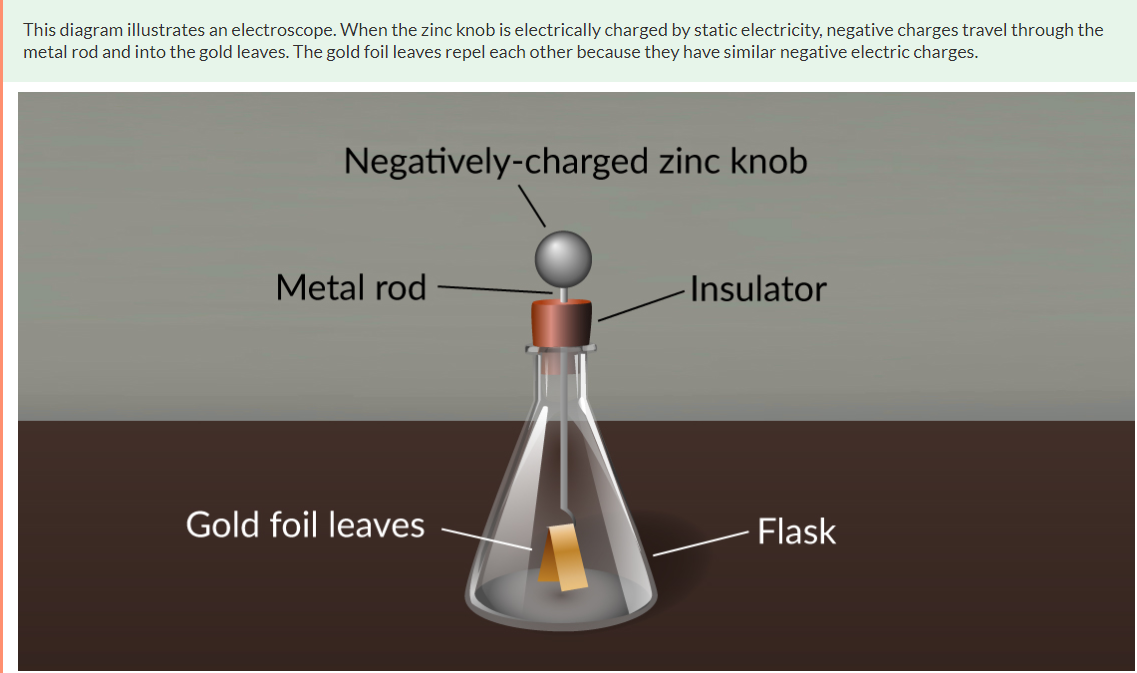 This diagram illustrates an electroscope. When the zinc knob is electrically charged by static electricity, negative charges travel through the
metal rod and into the gold leaves. The gold foil leaves repel each other because they have similar negative electric charges.
Negatively-charged zinc knob
Metal rod
Insulator
Gold foil leaves
Flask